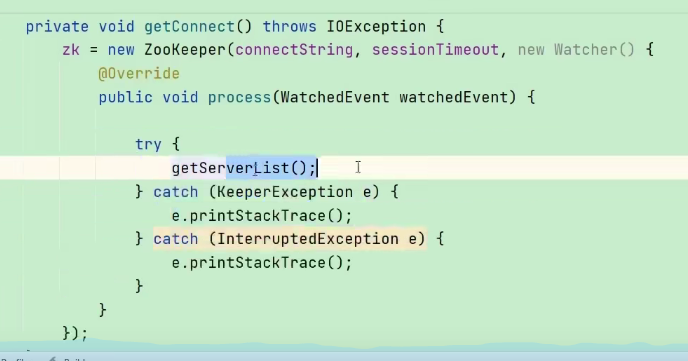 private void getConnect() throws IOException {
    zk = new ZooKeeper(connectString, sessionTimeout, new Watcher() {
        @Override
        public void process(WatchedEvent watchedEvent) {
            try {
                getServerList();
            } catch (KeeperException e) {
                e.printStackTrace();
            } catch (InterruptedException e) {
                e.printStackTrace();
            }
        }
    });